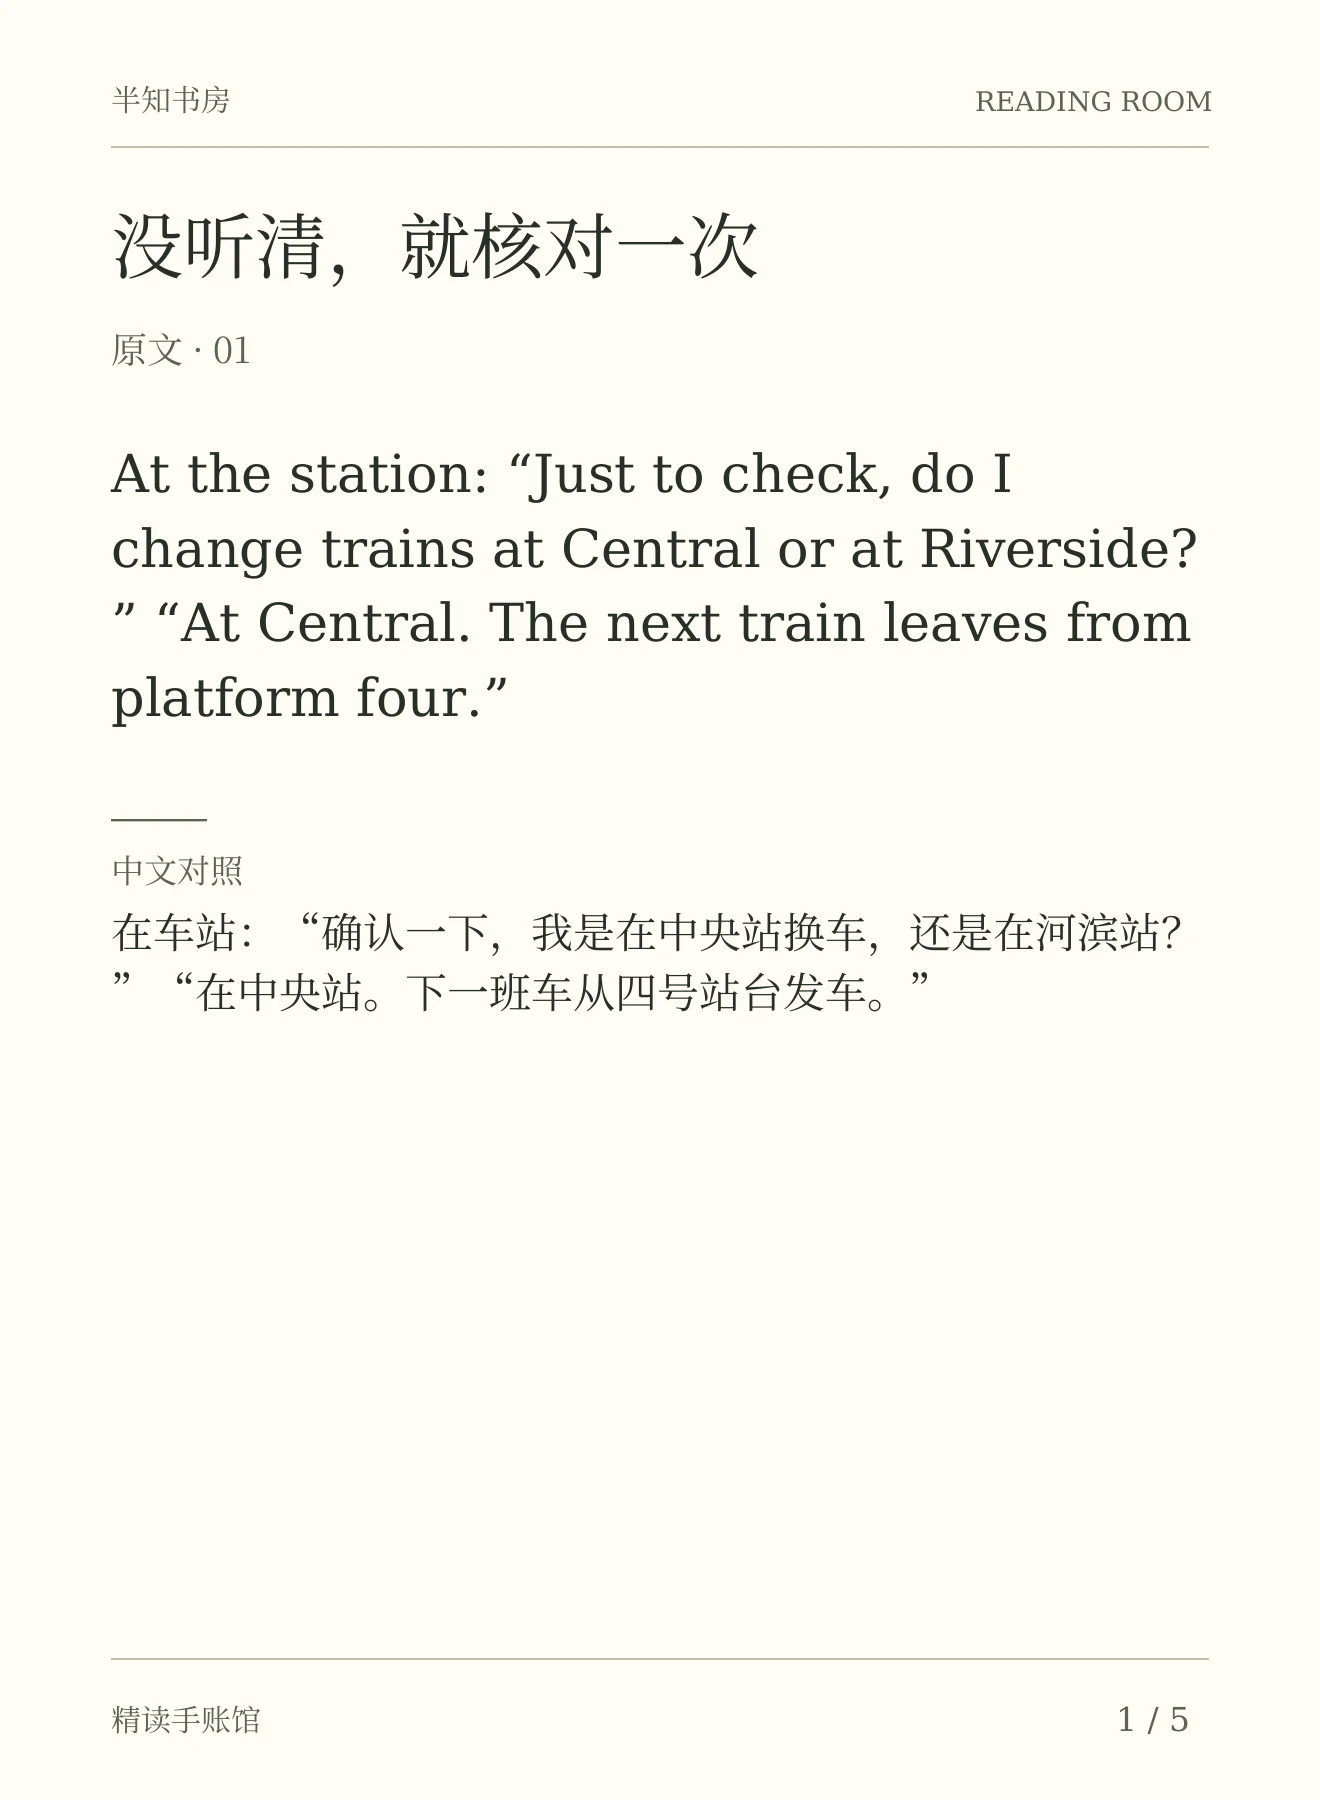 半知书房
READING ROOM
没听清，就核对一次
原文 · 01
At the station: “Just to check, do I
change trains at Central or at Riverside?
” “At Central. The next train leaves from
platform four.”
中文对照
在车站：“确认一下，我是在中央站换车，还是在河滨站？
”“在中央站。下一班车从四号站台发车。”
精读手账馆
1 / 5